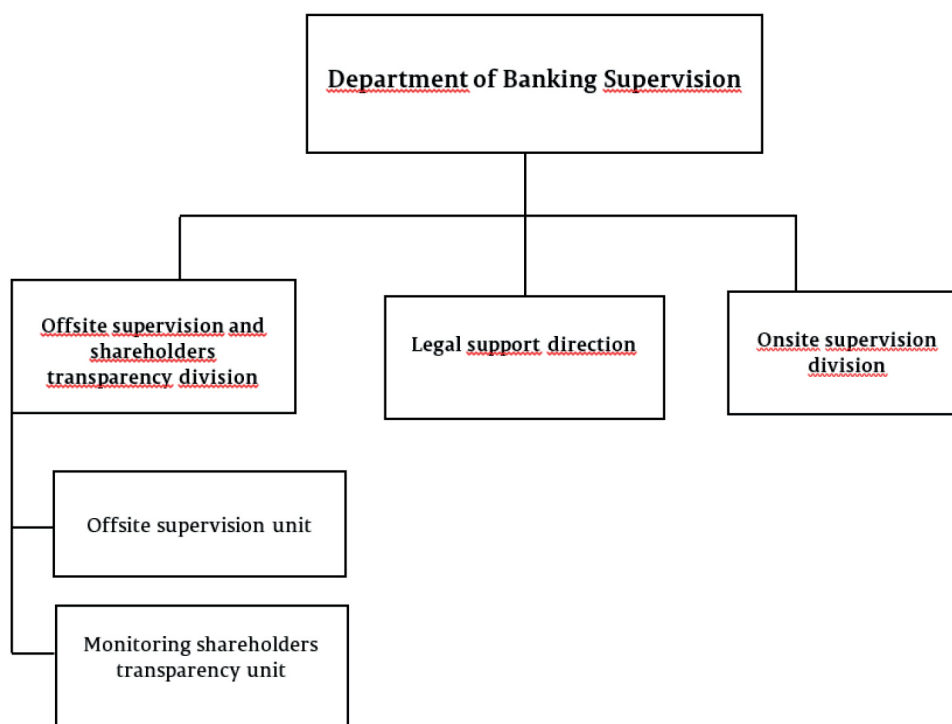 Department of Banking Supervision
Offsite supervision and
shareholders
transparency division
Legal support direction
Onsite supervision
division
Offsite supervision unit
Monitoring shareholders
transparency unit